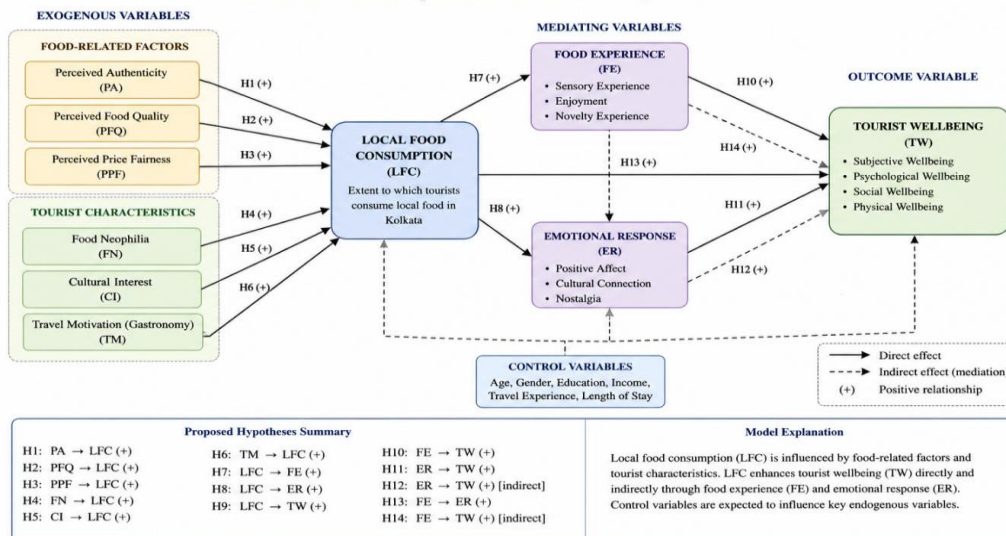 EXOGENOUS VARIABLES
FOOD-RELATED FACTORS
Perceived Authenticity
(PA)
Perceived Food Quality
(PFQ)
Perceived Price Fairness
(PPF)
TOURIST CHARACTERISTICS
Food Neophilia
(FN)
Cultural Interest
(CI)
Travel Motivation (Gastronomy)
(TM)
H1 (+)
H2 (+)
H3 (+)
H4 (+)
H5 (+)
H6 (+)
LOCAL FOOD
CONSUMPTION
(LFC)
Extent to which tourists
consume local food in
Kolkata
H7 (+)
H8 (+)
H13 (+)
MEDIATING VARIABLES
FOOD EXPERIENCE
(FE)
• Sensory Experience
• Enjoyment
• Novelty Experience
EMOTIONAL RESPONSE
(ER)
• Positive Affect
• Cultural Connection
• Nostalgia
H10 (+)
H14 (+)
H11 (+)
H12 (+)
OUTCOME VARIABLE
TOURIST WELLBEING
(TW)
• Subjective Wellbeing
• Psychological Wellbeing
• Social Wellbeing
• Physical Wellbeing
CONTROL VARIABLES
Age, Gender, Education, Income,
Travel Experience, Length of Stay
Direct effect
Indirect effect (mediation)
(+) Positive relationship
Proposed Hypotheses Summary
H1: PA → LFC (+)
H2: PFQ → LFC (+)
H3: PPF → LFC (+)
H4: FN → LFC (+)
H5: CI → LFC (+)
H6: TM → LFC (+)
H7: LFC → FE (+)
H8: LFC → ER (+)
H9: LFC → TW (+)
H10: FE → TW (+)
H11: ER → TW (+)
H12: ER → TW (+) [indirect]
H13: FE → ER (+)
H14: FE → TW (+) [indirect]
Model Explanation
Local food consumption (LFC) is influenced by food-related factors and
tourist characteristics. LFC enhances tourist wellbeing (TW) directly and
indirectly through food experience (FE) and emotional response (ER).
Control variables are expected to influence key endogenous variables.